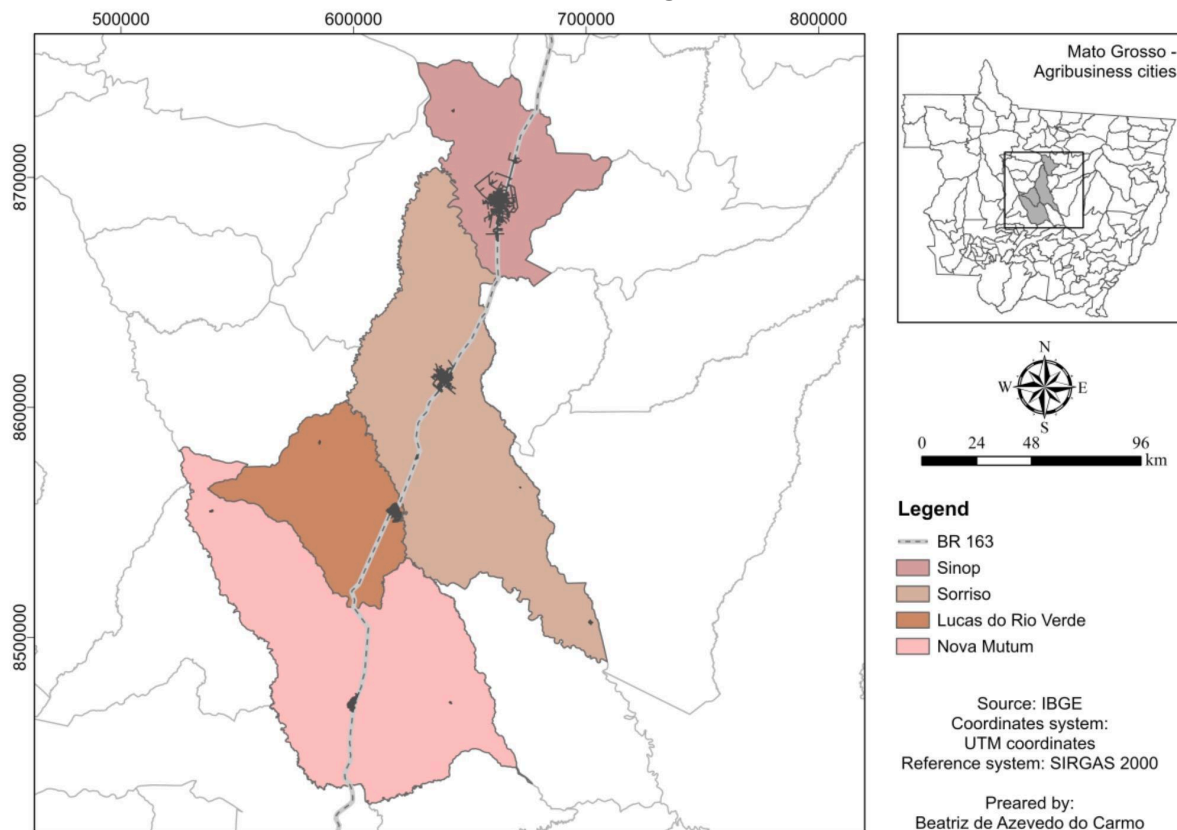 500000
600000
700000
800000
8700000
8600000
8500000
Mato Grosso -
Agribusiness cities
N
W
E
S
0
24
48
96
km
Legend
BR 163
Sinop
Sorriso
Lucas do Rio Verde
Nova Mutum
Source: IBGE
Coordinates system:
UTM coordinates
Reference system: SIRGAS 2000
Preared by:
Beatriz de Azevedo do Carmo